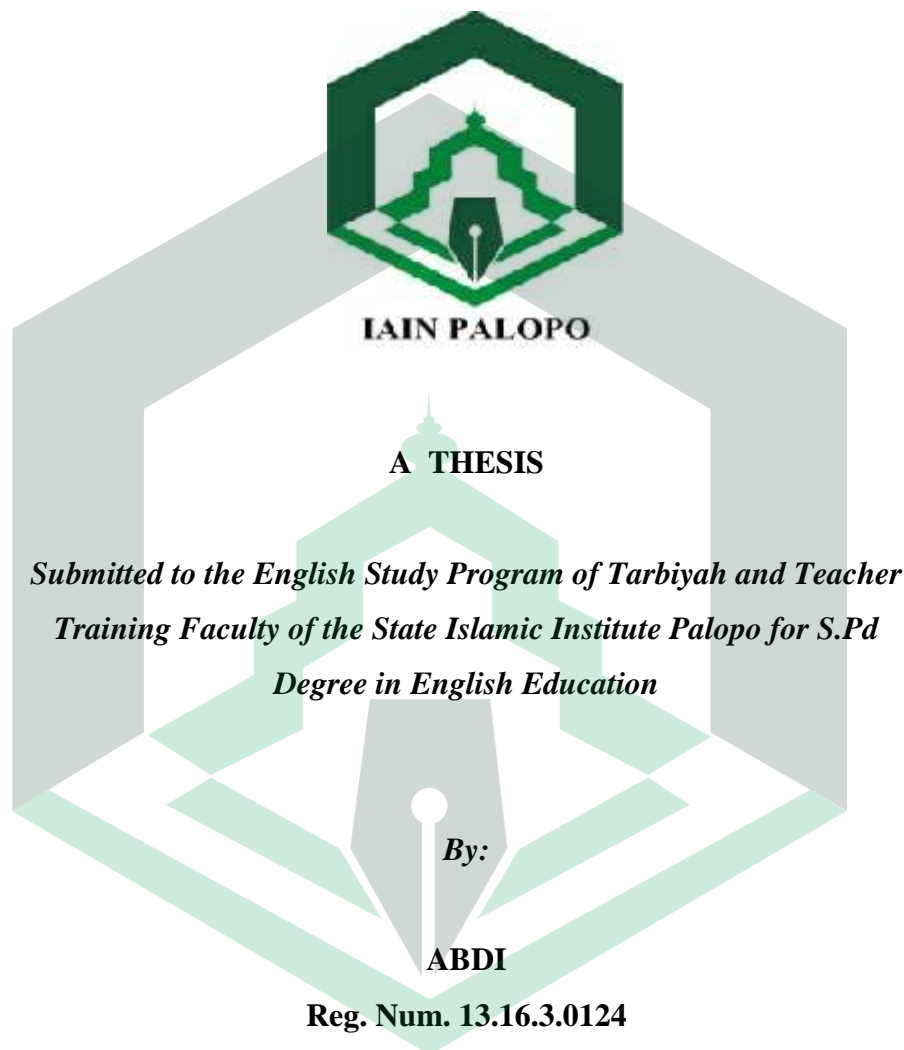 IAIN PALOPO
A THESIS
Submitted to the English Study Program of Tarbiyah and Teacher
Training Faculty of the State Islamic Institute Palopo for S.Pd
Degree in English Education
By:
ABDI
Reg. Num. 13.16.3.0124